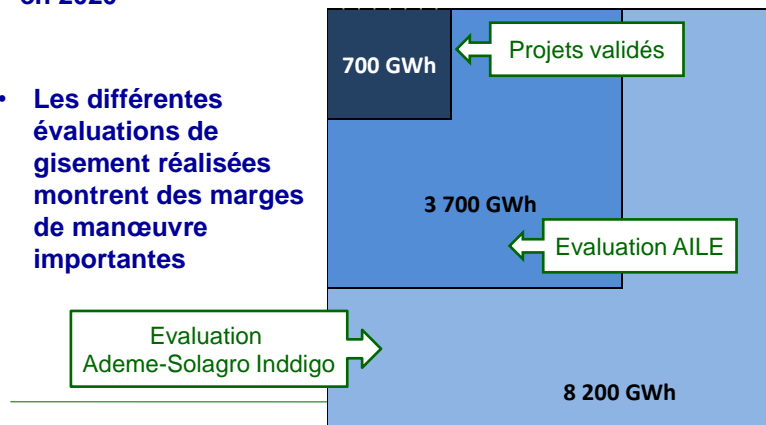 en 2020
• Les différentes
évaluations de
gisement réalisées
montrent des marges
de manœuvre
importantes
700 GWh
Projets validés
3 700 GWh
Evaluation AILE
Evaluation
Ademe-Solagro Inddigo
8 200 GWh